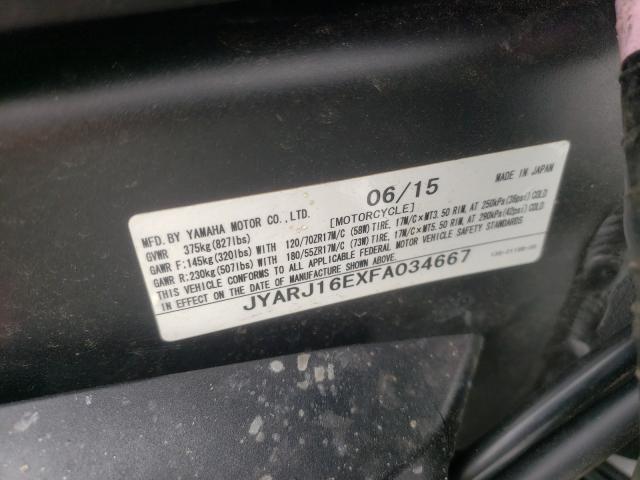 06/15
MADE IN JAPAN
MFD. BY YAMAHA MOTOR CO.,LTD. [MOTORCYCLE]
GVWR 375kg(827lbs)
GAWR F:145kg(320lbs) WITH 120/70ZR17M/C (58W) TIRE, 17M/C×MT3.50 RIM, AT 250kPa(36psi) COLD
GAWR R:230kg(507lbs) WITH 180/55ZR17M/C (73W) TIRE, 17M/C×MT5.50 RIM, AT 290kPa(42psi) COLD
THIS VEHICLE CONFORMS TO ALL APPLICABLE FEDERAL MOTOR VEHICLE SAFETY STANDARDS
IN EFFECT ON THE DATE OF MANUFACTURE SHOWN ABOVE.
JYARJ16EXFA034667